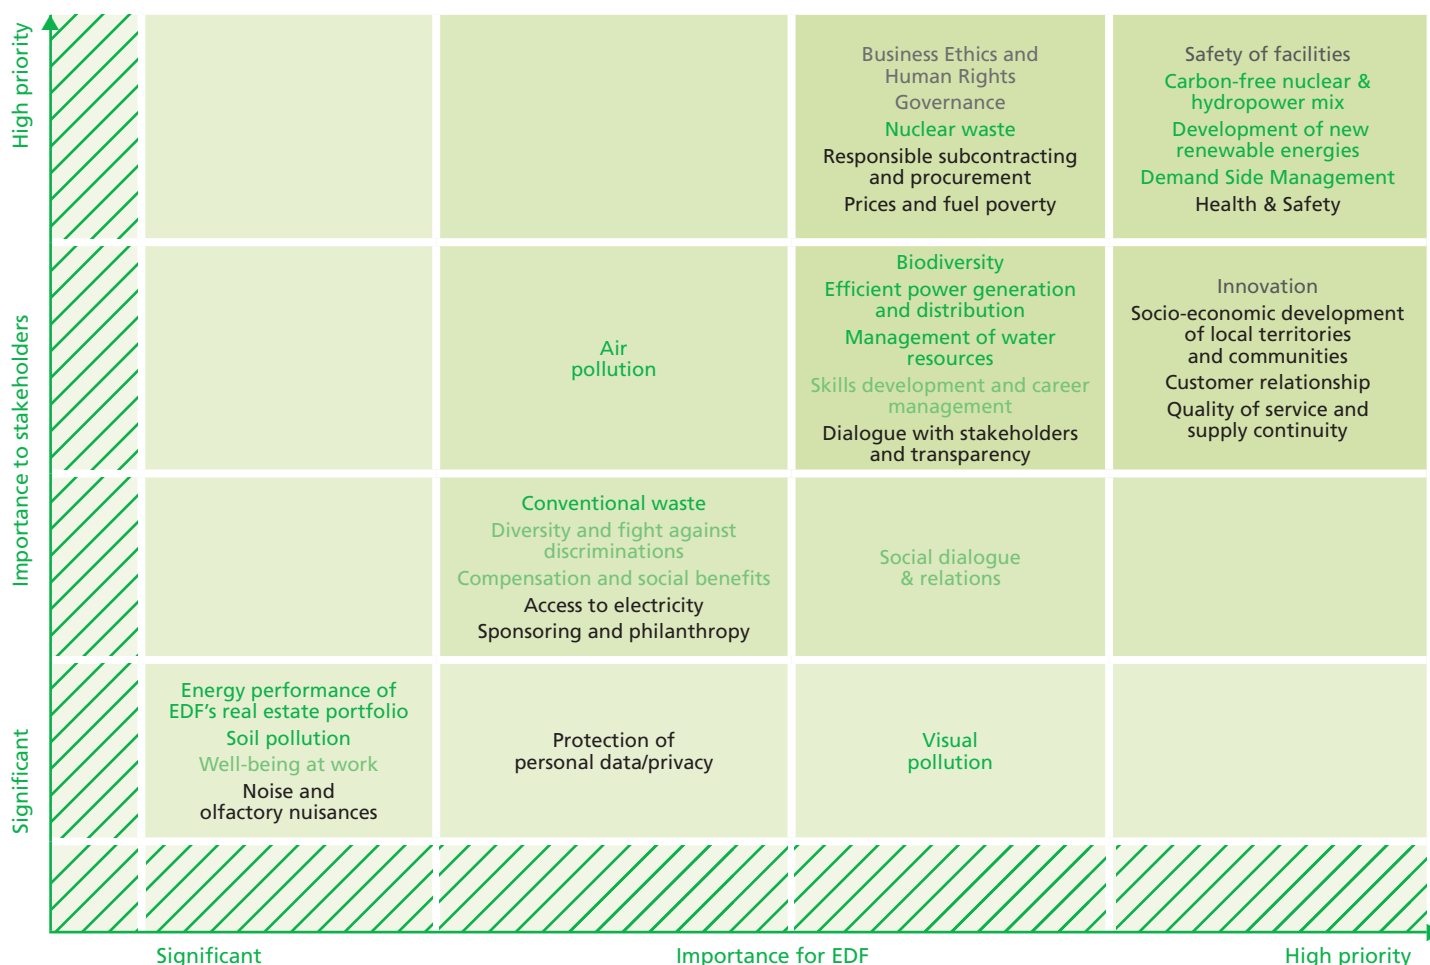 High priority
Importance to stakeholders
Significant
Business Ethics and
Human Rights
Governance
Nuclear waste
Responsible subcontracting
and procurement
Prices and fuel poverty
Safety of facilities
Carbon-free nuclear &
hydropower mix
Development of new
renewable energies
Demand Side Management
Health & Safety
Air
pollution
Biodiversity
Efficient power generation
and distribution
Management of water
resources
Skills development and career
management
Dialogue with stakeholders
and transparency
Innovation
Socio-economic development
of local territories
and communities
Customer relationship
Quality of service and
supply continuity
Conventional waste
Diversity and fight against
discriminations
Compensation and social benefits
Access to electricity
Sponsoring and philanthropy
Social dialogue
& relations
Energy performance of
EDF's real estate portfolio
Soil pollution
Well-being at work
Noise and
olfactory nuisances
Protection of
personal data/privacy
Visual
pollution
Significant
Importance for EDF
High priority